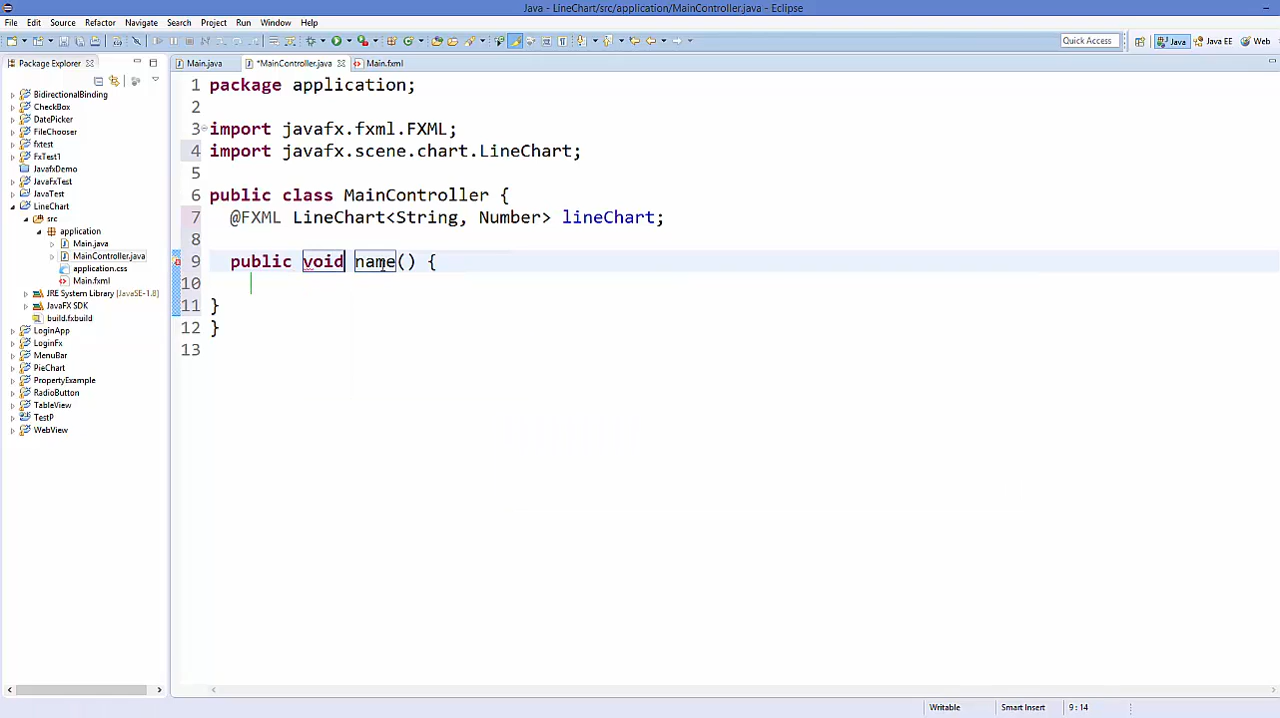 Java - LineChart/src/application/MainController.java - Eclipse
File Edit Source Refactor Navigate Search Project Run Window Help
Quick Access
Java
Java EE
Web
Package Explorer
Main.java
*MainController.java
Main.fxml
BidirectionalBinding
CheckBox
DatePicker
FileChooser
fxtest
FxTest1
JavafxDemo
JavaFxTest
JavaTest
LineChart
src
application
Main.java
MainController.java
application.css
Main.fxml
JRE System Library [JavaSE-1.8]
JavaFX SDK
build.fxbuild
LoginApp
LoginFx
MenuBar
PieChart
PropertyExample
RadioButton
TableView
TestP
WebView
1 package application;
2
3 import javafx.fxml.FXML;
4 import javafx.scene.chart.LineChart;
5
6 public class MainController {
7 @FXML LineChart<String, Number> lineChart;
8
9 public void name() {
10
11 }
12 }
13
Writable Smart Insert 9 : 14